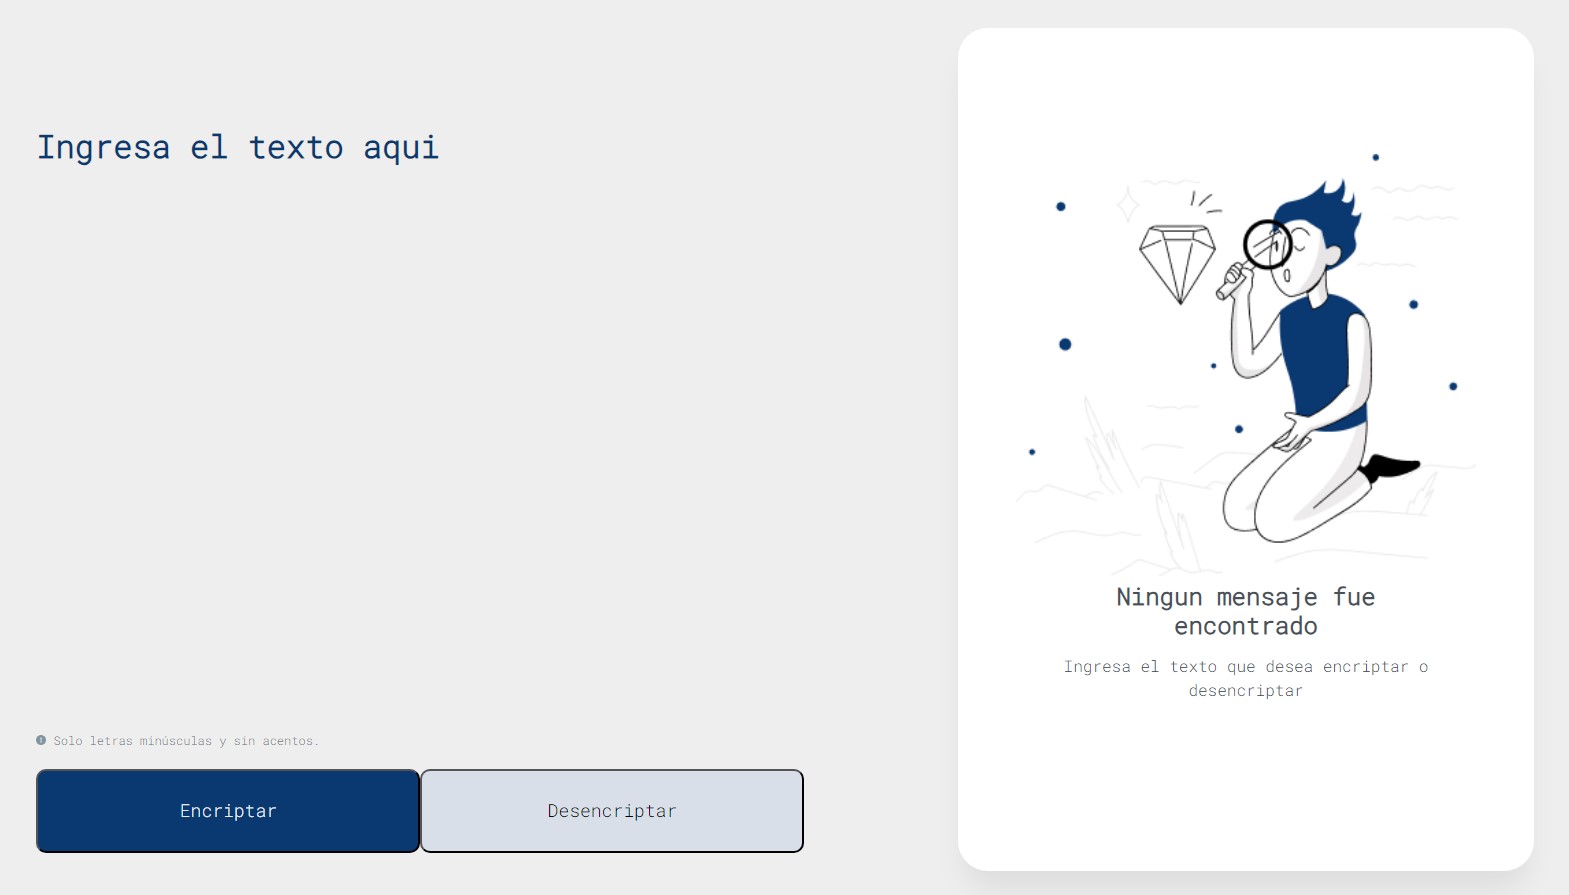 Ingresa el texto aqui
Solo letras minúsculas y sin acentos.
Encriptar
Desencriptar
Ningun mensaje fue
encontrado
Ingresa el texto que desea encriptar o
desencriptar